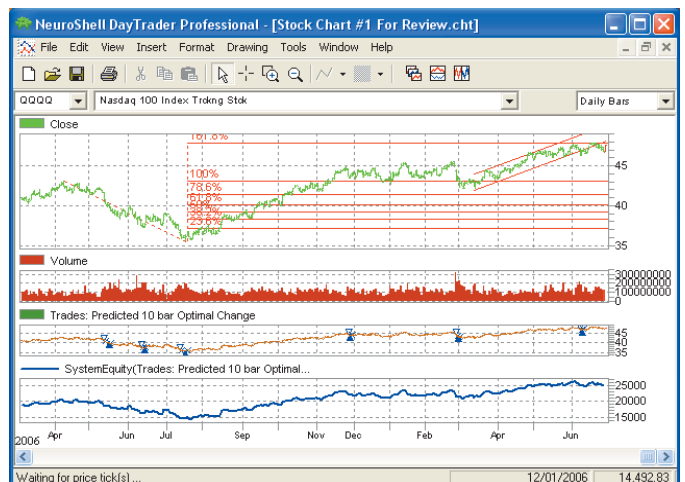 NeuroShell DayTrader Professional - [Stock Chart #1 For Review.cht]
File Edit View Insert Format Drawing Tools Window Help
QQQQ Nasdaq 100 Index Trckng Stck Daily Bars
Close
161.8%
100%
78.6%
61.8%
50%
38.2%
23.6%
45
40
35
Volume
300000000
200000000
100000000
0
Trades: Predicted 10 bar Optimal Change
45
40
35
SystemEquity(Trades: Predicted 10 bar Optimal...
25000
20000
15000
2006 Apr Jun Jul Sep Nov Dec Feb Apr Jun
Waiting for price tick(s) ... 12/01/2006 14,492.83